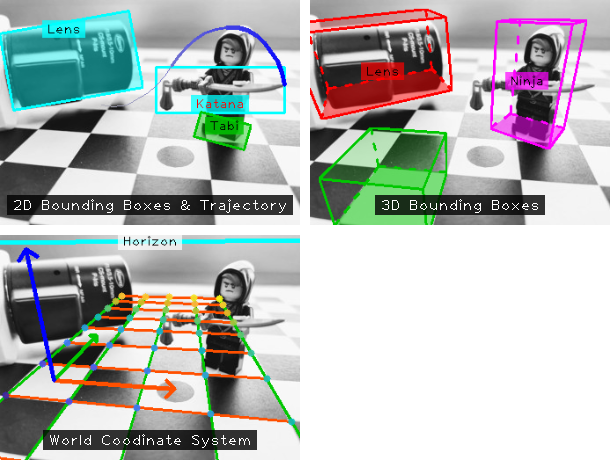 Lens
Katana
Tabi
2D Bounding Boxes & Trajectory
Lens
Ninja
3D Bounding Boxes
Horizon
World Coodinate System